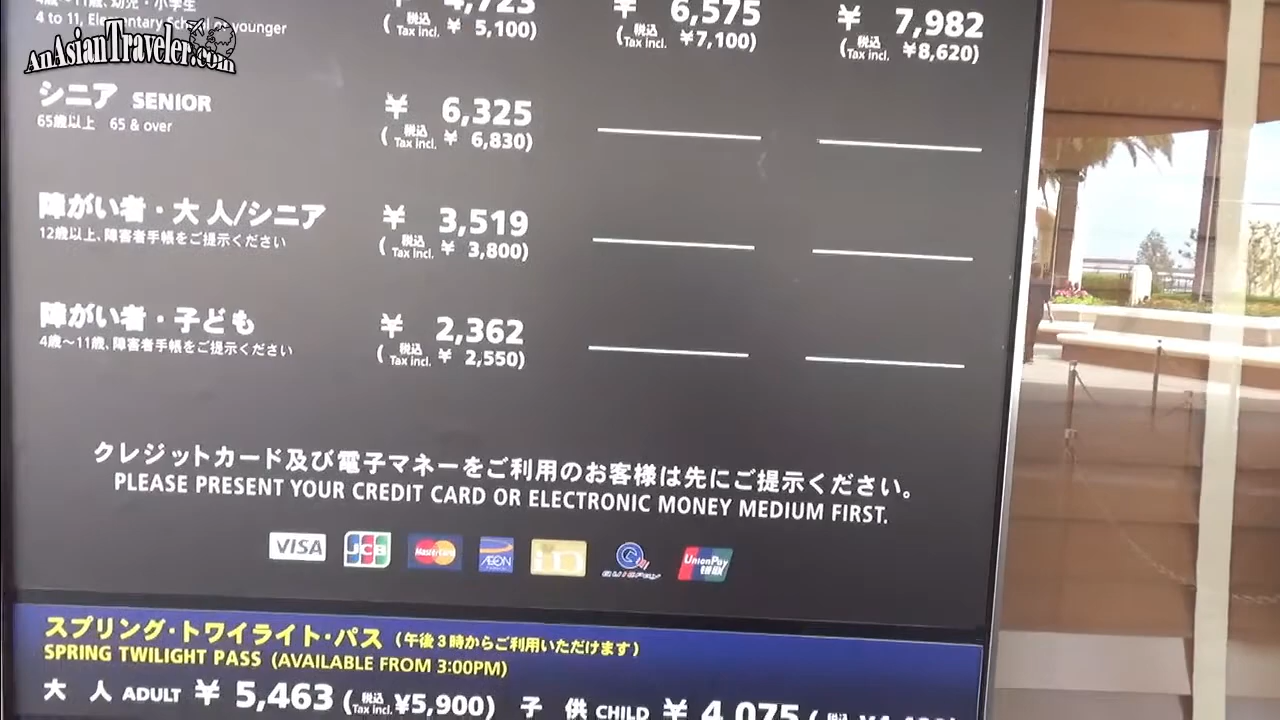 4 to 11, Elementary
younger
¥ 4,723
(税込 Tax incl. ¥ 5,100)
¥ 6,575
(税込 Tax incl. ¥7,100)
¥ 7,982
(税込 Tax incl. ¥8,620)
AnAsianTraveler.com
シニア SENIOR
65歳以上 65 & over
¥ 6,325
(税込 Tax incl. ¥ 6,830)
障がい者・大 人/シニア
12歳以上、障害者手帳をご提示ください
¥ 3,519
(税込 Tax incl. ¥ 3,800)
障がい者・子ども
4歳〜11歳、障害者手帳をご提示ください
¥ 2,362
(税込 Tax incl. ¥ 2,550)
クレジットカード及び電子マネーをご利用のお客様は先にご提示ください。
PLEASE PRESENT YOUR CREDIT CARD OR ELECTRONIC MONEY MEDIUM FIRST.
VISA JCB MasterCard AEON iD QUICPay UnionPay 银联
スプリング・トワイライト・パス (午後3時からご利用いただけます)
SPRING TWILIGHT PASS (AVAILABLE FROM 3:00PM)
大 人 ADULT ¥ 5,463 (税込 Tax incl. ¥5,900) 子 供 CHILD ¥ 4,075 (税込